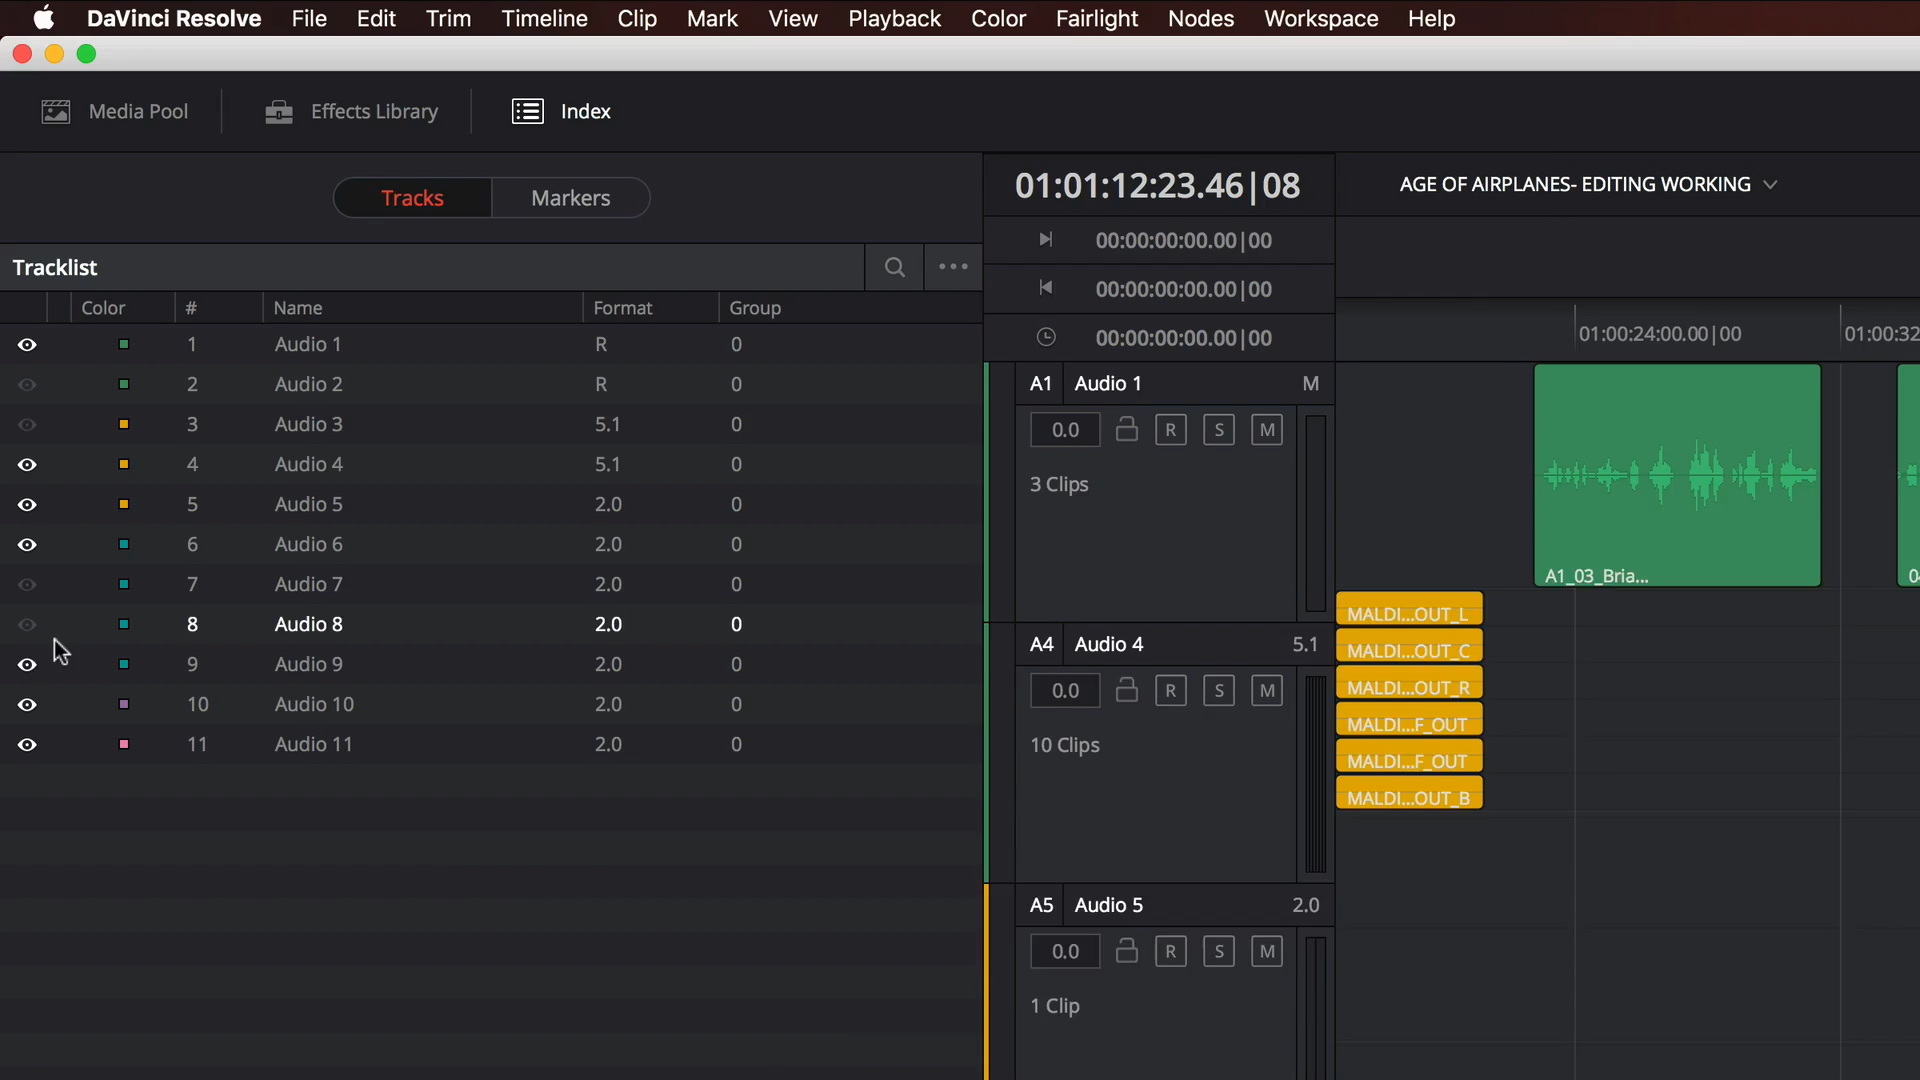 DaVinci Resolve File Edit Trim Timeline Clip Mark View Playback Color Fairlight Nodes Workspace Help
Media Pool Effects Library Index
Tracks Markers
01:01:12:23.46|08
AGE OF AIRPLANES- EDITING WORKING
00:00:00:00.00|00
00:00:00:00.00|00
00:00:00:00.00|00
Tracklist
Color # Name Format Group
1 Audio 1 R 0
2 Audio 2 R 0
3 Audio 3 5.1 0
4 Audio 4 5.1 0
5 Audio 5 2.0 0
6 Audio 6 2.0 0
7 Audio 7 2.0 0
8 Audio 8 2.0 0
9 Audio 9 2.0 0
10 Audio 10 2.0 0
11 Audio 11 2.0 0
01:00:24:00.00|00 01:00:32
A1 Audio 1 M
0.0 R S M
3 Clips
A1_03_Bria...
A4 Audio 4 5.1
0.0 R S M
10 Clips
MALDI...OUT_L
MALDI...OUT_C
MALDI...OUT_R
MALDI...F_OUT
MALDI...F_OUT
MALDI...OUT_B
A5 Audio 5 2.0
0.0 R S M
1 Clip